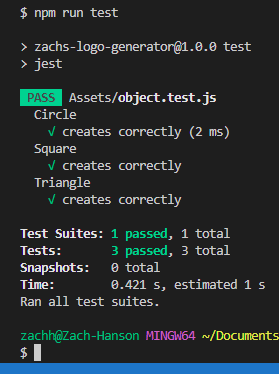 $ npm run test
> zachs-logo-generator@1.0.0 test
> jest
PASS Assets/object.test.js
Circle
√ creates correctly (2 ms)
Square
√ creates correctly
Triangle
√ creates correctly
Test Suites: 1 passed, 1 total
Tests: 3 passed, 3 total
Snapshots: 0 total
Time: 0.421 s, estimated 1 s
Ran all test suites.
zachh@Zach-Hanson MINGW64 ~/Documents
$